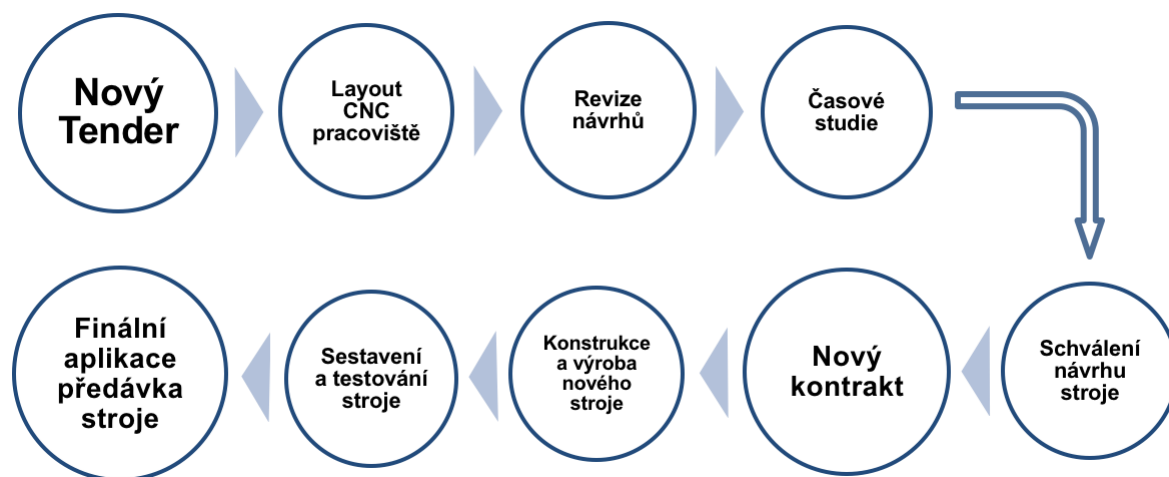 Nový
Tender
Layout
CNC
pracoviště
Revize
návrhů
Časové
studie
Schválení
návrhu
stroje
Nový
kontrakt
Konstrukce
a výroba
nového
stroje
Sestavení
a testování
stroje
Finální
aplikace
předávka
stroje